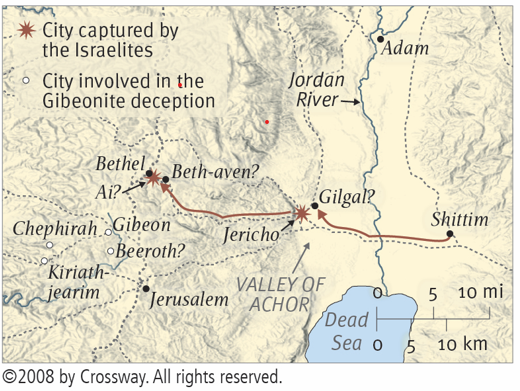 City captured by
the Israelites
City involved in the
Gibeonite deception
Adam
Jordan
River
Bethel
Beth-aven?
Ai?
Gilgal?
Jericho
Shittim
Chephirah
Gibeon
Beeroth?
Kiriath-
jearim
Jerusalem
VALLEY OF
ACHOR
Dead
Sea
0 5 10 mi
0 5 10 km
©2008 by Crossway. All rights reserved.